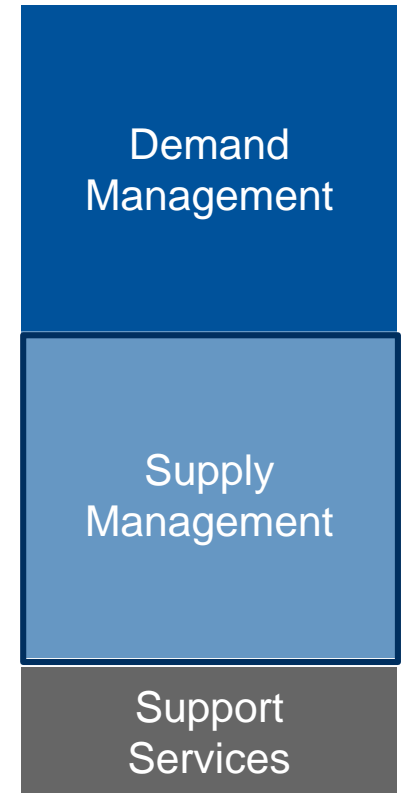 Demand
Management
Supply
Management
Support
Services